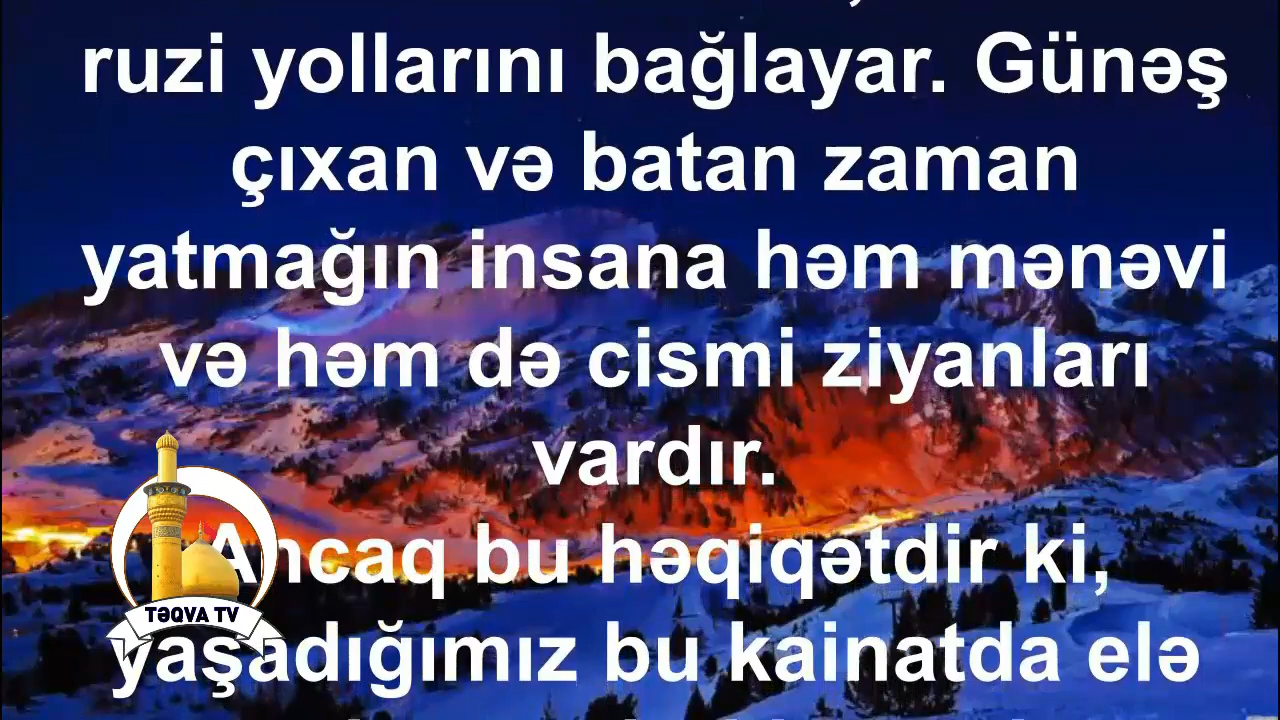 ruzi yollarını bağlayar. Günəş
çıxan və batan zaman
yatmağın insana həm mənəvi
və həm də cismi ziyanları
vardır.
Ancaq bu həqiqətdir ki,
yaşadığımız bu kainatda elə
TƏQVA TV